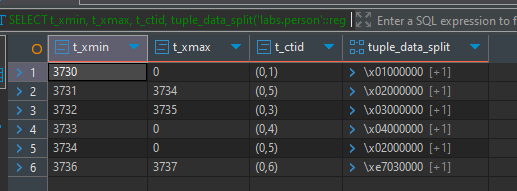 SELECT t_xmin, t_xmax, t_ctid, tuple_data_split('labs.person'::reg Enter a SQL expression to f
t_xmin t_xmax t_ctid tuple_data_split
1 3730 0 (0,1) \x01000000 [+1]
2 3731 3734 (0,5) \x02000000 [+1]
3 3732 3735 (0,3) \x03000000 [+1]
4 3733 0 (0,4) \x04000000 [+1]
5 3734 0 (0,5) \x02000000 [+1]
6 3736 3737 (0,6) \xe7030000 [+1]